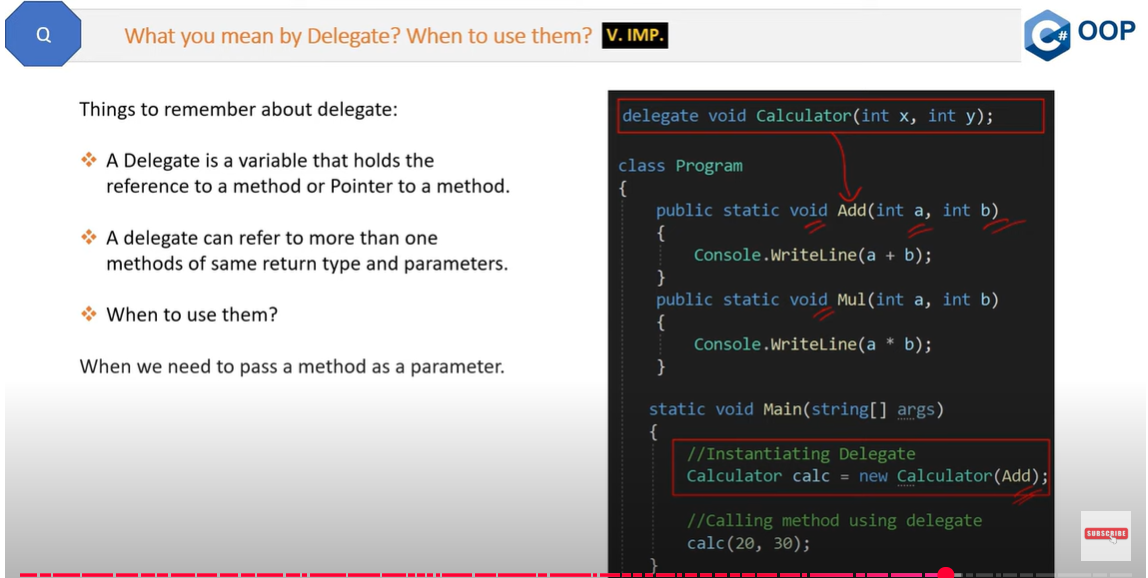 Q
What you mean by Delegate? When to use them? V. IMP.
C# OOP
Things to remember about delegate:
❖ A Delegate is a variable that holds the
reference to a method or Pointer to a method.
❖ A delegate can refer to more than one
methods of same return type and parameters.
❖ When to use them?
When we need to pass a method as a parameter.
delegate void Calculator(int x, int y);
class Program
{
public static void Add(int a, int b)
{
Console.WriteLine(a + b);
}
public static void Mul(int a, int b)
{
Console.WriteLine(a * b);
}
static void Main(string[] args)
{
//Instantiating Delegate
Calculator calc = new Calculator(Add);
//Calling method using delegate
calc(20, 30);
}
SUBSCRIBE